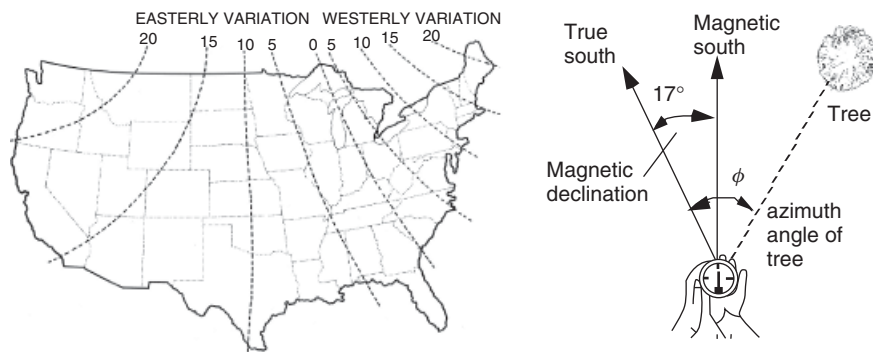 EASTERLY VARIATION WESTERLY VARIATION
20 15 10 5 0 5 10 15 20
True
south
Magnetic
south
17°
Tree
Magnetic
declination
ϕ
azimuth
angle of
tree